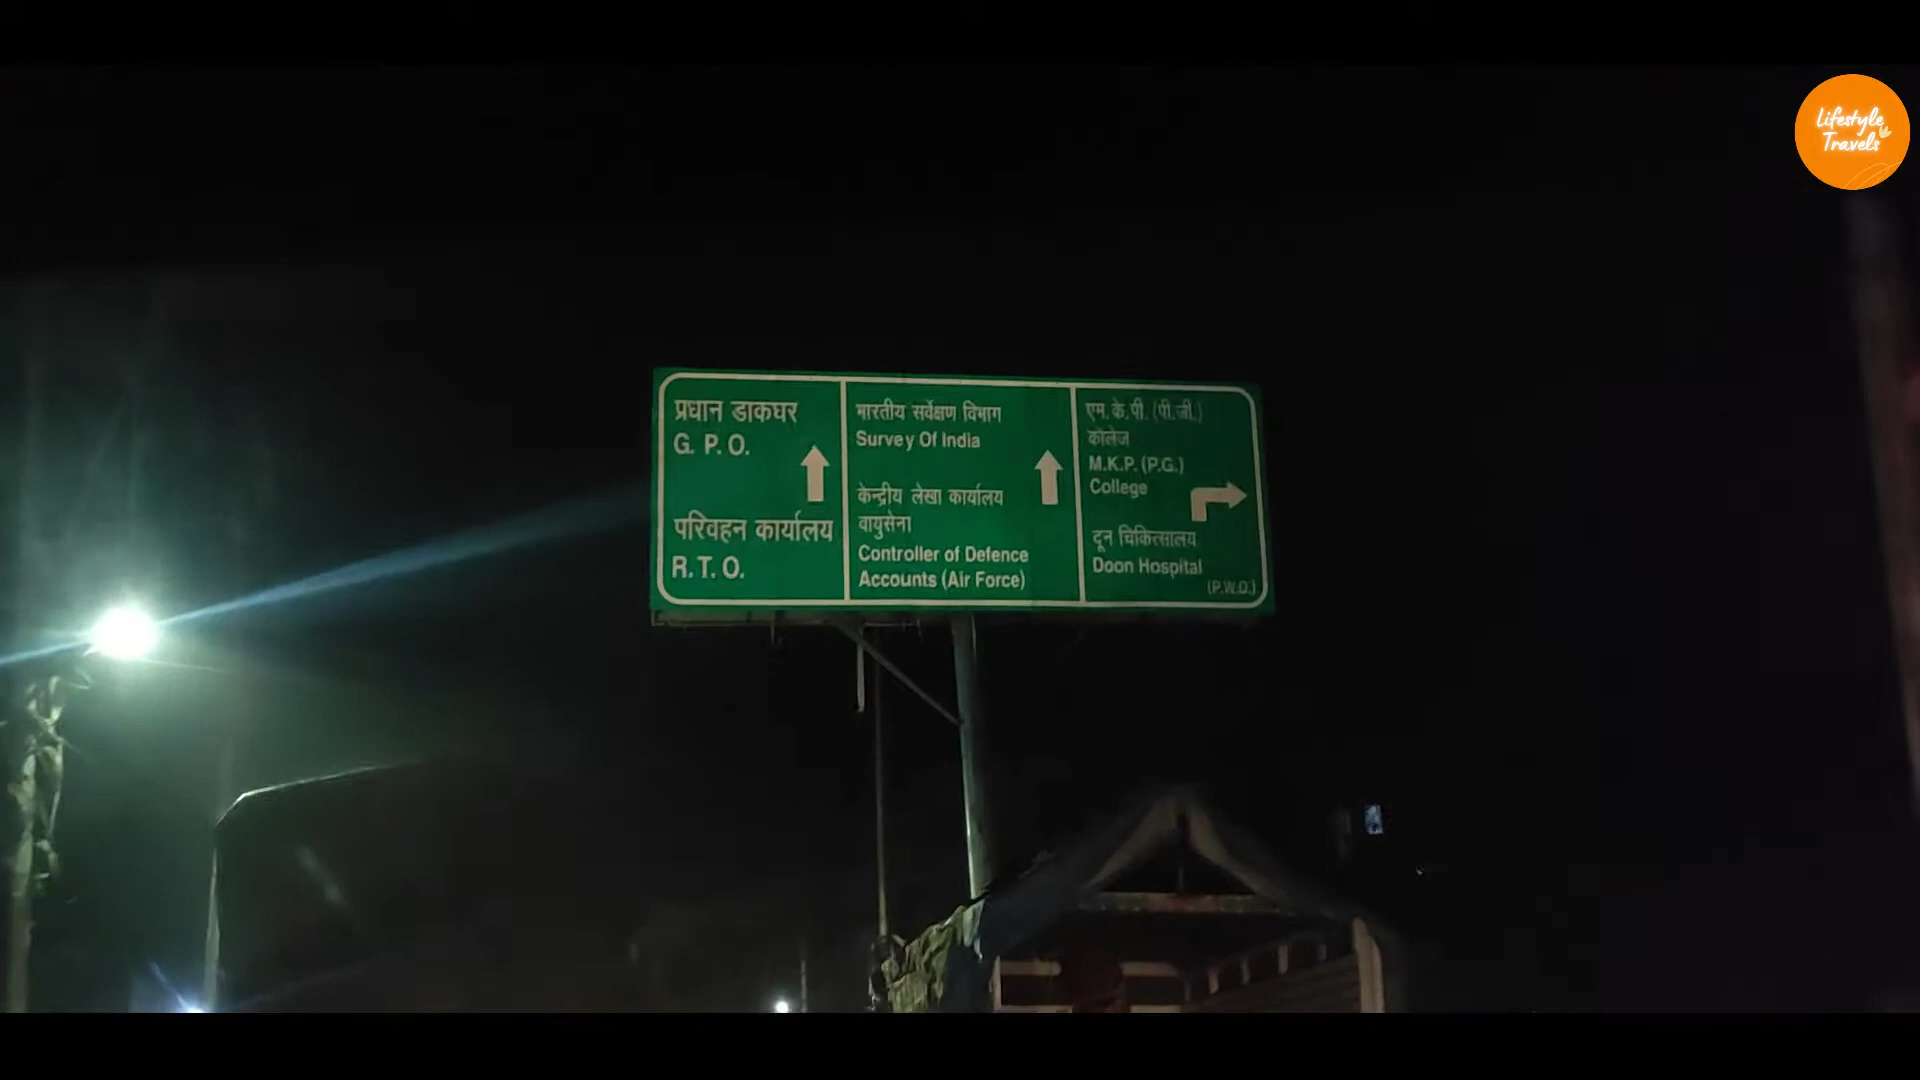 Lifestyle
Travels
प्रधान डाकघर
G. P. O.
परिवहन कार्यालय
R. T. O.
भारतीय सर्वेक्षण विभाग
Survey Of India
केन्द्रीय लेखा कार्यालय
वायुसेना
Controller of Defence
Accounts (Air Force)
एम. के. पी. (पी.जी.)
कॉलेज
M.K.P. (P.G.)
College
दून चिकित्सालय
Doon Hospital
(P.W.D.)